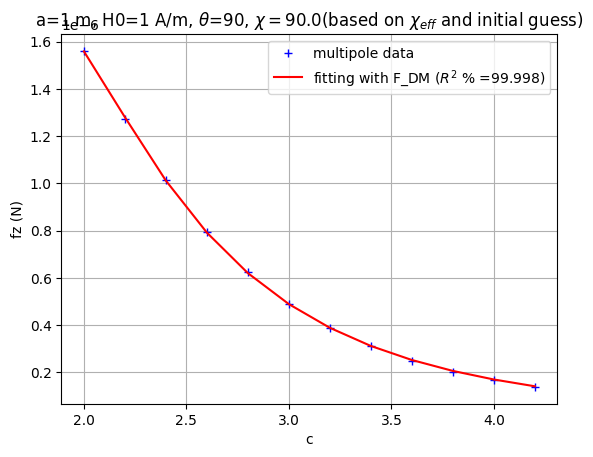 a=1 m, H0=1 A/m, θ=90, χ = 90.0(based on χ_eff and initial guess)
1e−6
multipole data
fitting with F_DM (R² % =99.998)
1.6
1.4
1.2
1.0
0.8
0.6
0.4
0.2
fz (N)
2.0 2.5 3.0 3.5 4.0
c